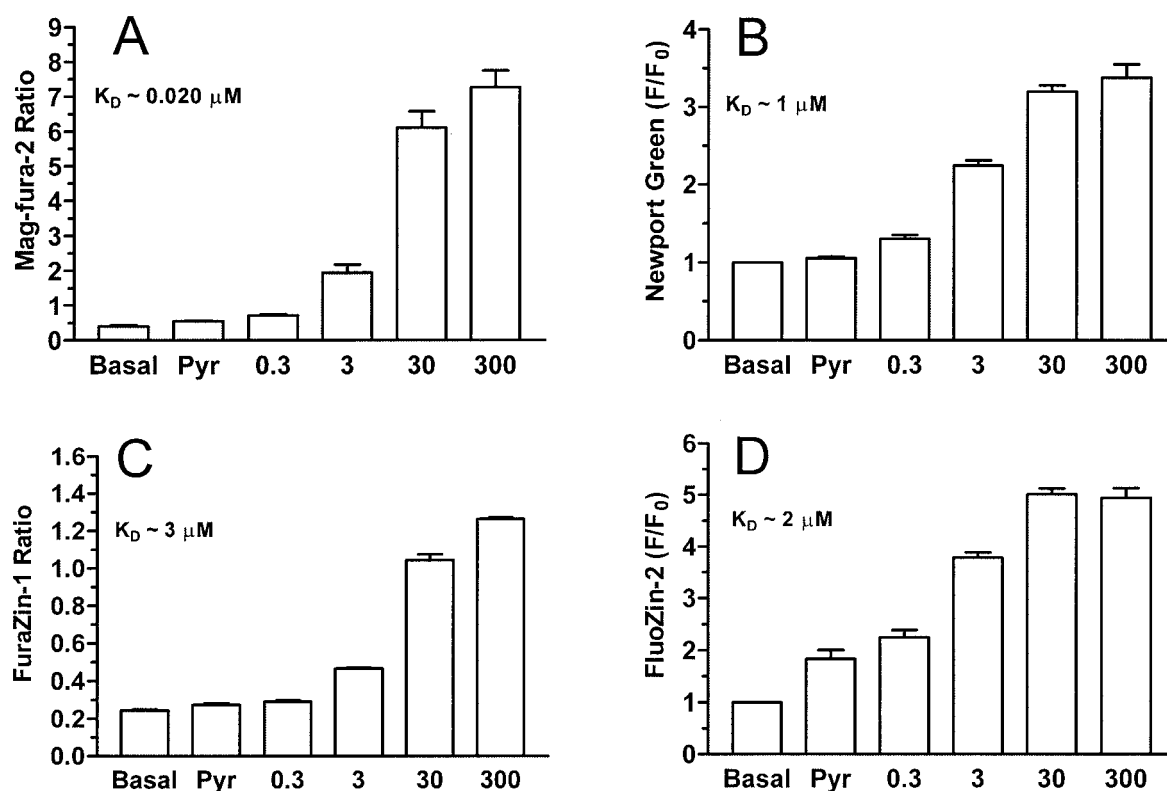 A
K_D ~ 0.020 μM
Mag-fura-2 Ratio
9
8
7
6
5
4
3
2
1
0
Basal Pyr 0.3 3 30 300
B
K_D ~ 1 μM
Newport Green (F/F_0)
4
3
2
1
0
Basal Pyr 0.3 3 30 300
C
K_D ~ 3 μM
FuraZin-1 Ratio
1.6
1.4
1.2
1.0
0.8
0.6
0.4
0.2
0.0
Basal Pyr 0.3 3 30 300
D
K_D ~ 2 μM
FluoZin-2 (F/F_0)
6
5
4
3
2
1
0
Basal Pyr 0.3 3 30 300